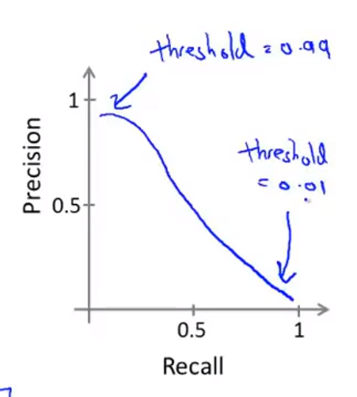 threshold = 0.99
1
Precision
threshold
= 0.01
0.5
0.5
1
Recall